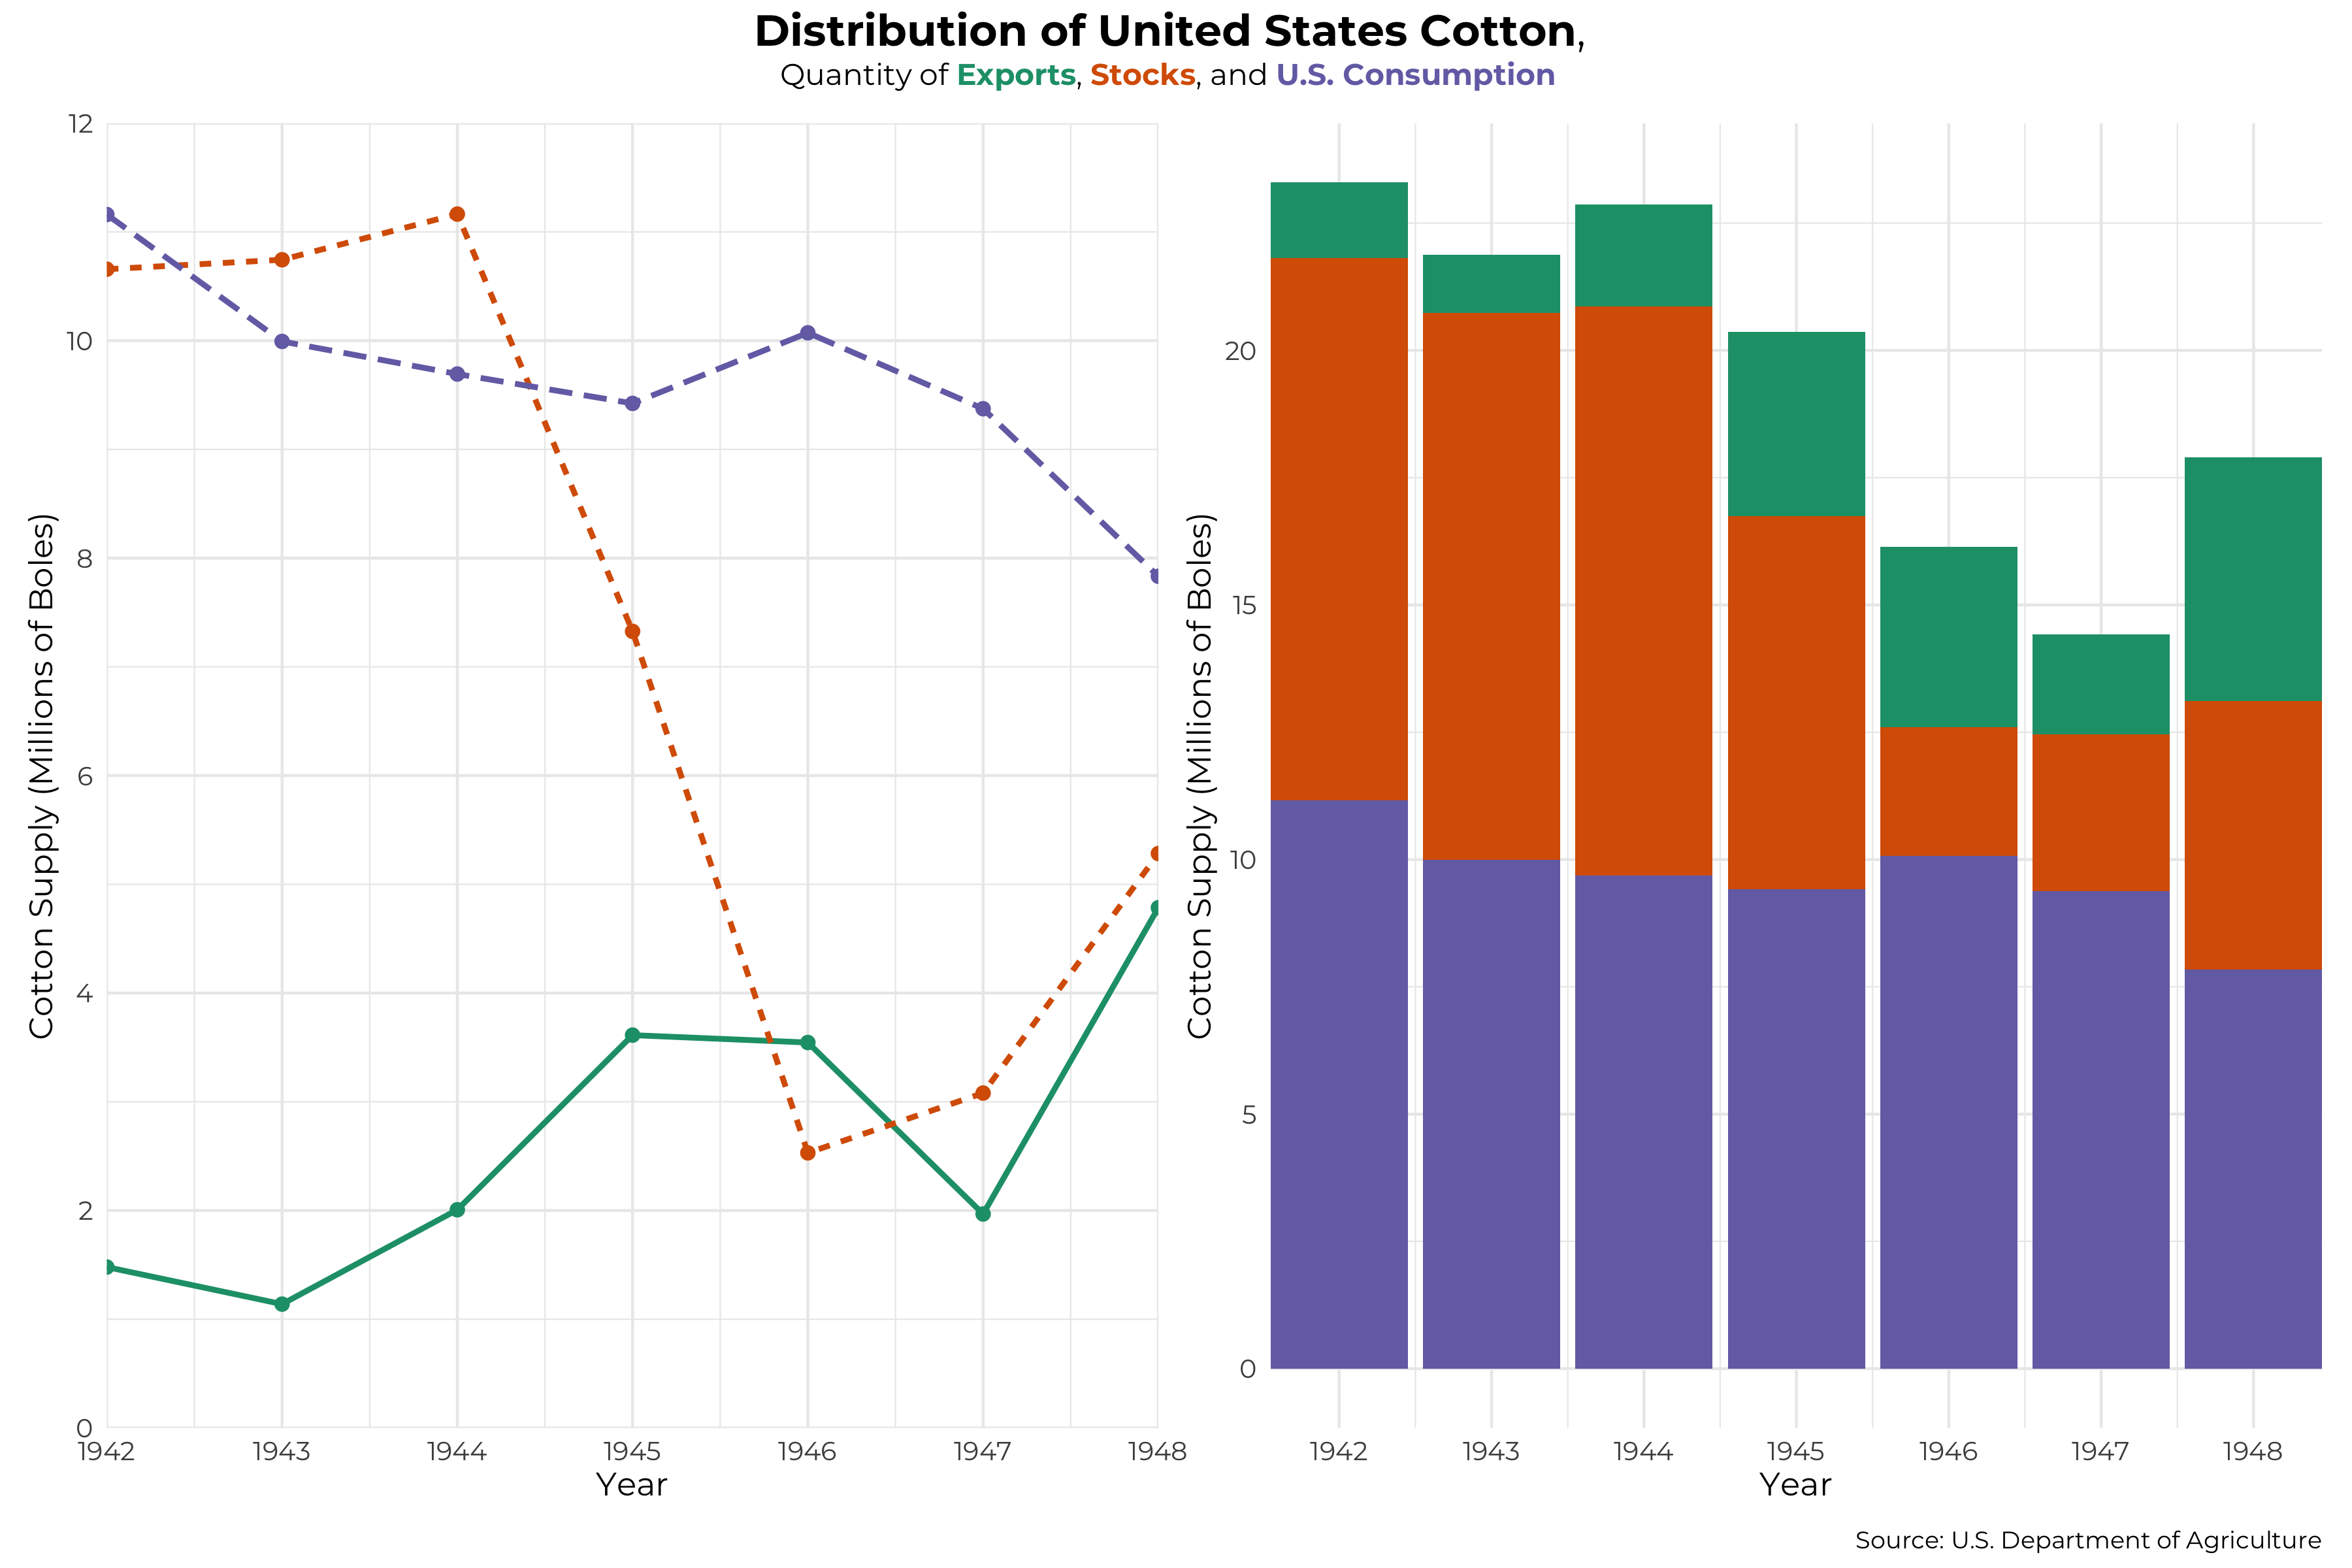 Distribution of United States Cotton,
Quantity of Exports, Stocks, and U.S. Consumption
Cotton Supply (Millions of Boles)
12
10
8
6
4
2
0
1942 1943 1944 1945 1946 1947 1948
Year
Cotton Supply (Millions of Boles)
20
15
10
5
0
1942 1943 1944 1945 1946 1947 1948
Year
Source: U.S. Department of Agriculture